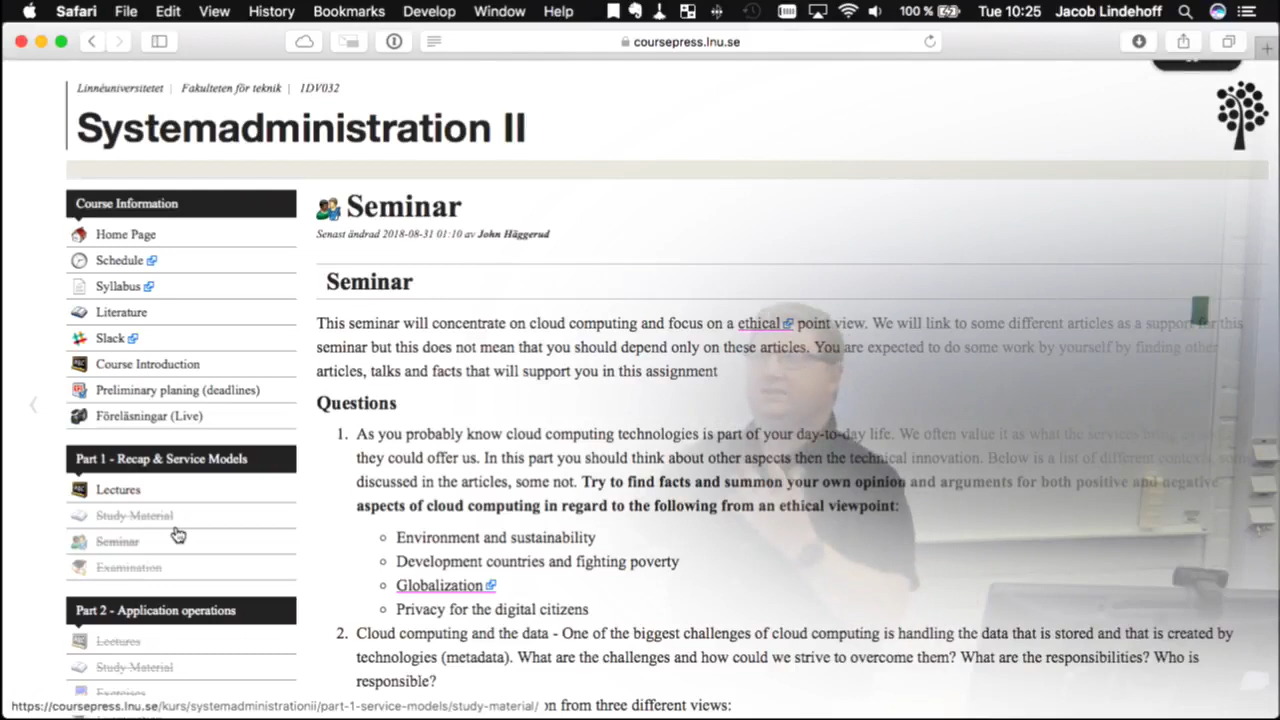 Safari File Edit View History Bookmarks Develop Window Help 100 % Tue 10:25 Jacob Lindehoff
coursepress.lnu.se
Linnéuniversitetet | Fakulteten för teknik | 1DV032
Systemadministration II
Course Information
Home Page
Schedule
Syllabus
Literature
Slack
Course Introduction
Preliminary planing (deadlines)
Föreläsningar (Live)
Part 1 - Recap & Service Models
Lectures
Study Material
Seminar
Examination
Part 2 - Application operations
Lectures
Study Material
Exercises
Seminar
Senast ändrad 2018-08-31 01:10 av John Häggerud
Seminar
This seminar will concentrate on cloud computing and focus on a ethical point view. We will link to some different articles as a support for this
seminar but this does not mean that you should depend only on these articles. You are expected to do some work by yourself by finding other
articles, talks and facts that will support you in this assignment
Questions
1. As you probably know cloud computing technologies is part of your day-to-day life. We often value it as what the services
they could offer us. In this part you should think about other aspects then the technical innovation. Below is a list of different
discussed in the articles, some not. Try to find facts and summon your own opinion and arguments for both positive and negative
aspects of cloud computing in regard to the following from an ethical viewpoint:
Environment and sustainability
Development countries and fighting poverty
Globalization
Privacy for the digital citizens
2. Cloud computing and the data - One of the biggest challenges of cloud computing is handling the data that is stored and that is created by
technologies (metadata). What are the challenges and how could we strive to overcome them? What are the responsibilities? Who is
responsible?
on from three different views:
https://coursepress.lnu.se/kurs/systemadministrationii/part-1-service-models/study-material/